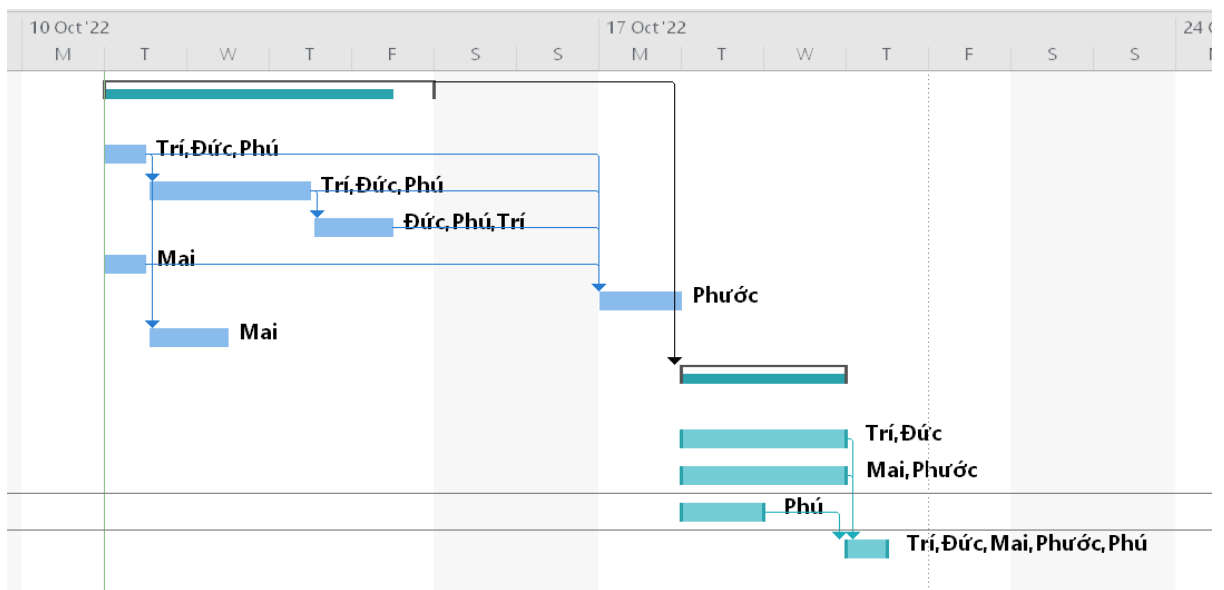 10 Oct '22 17 Oct '22 24
M T W T F S S M T W T F S S
Trí,Đức,Phú
Trí,Đức,Phú
Đức,Phú,Trí
Mai
Phước
Mai
Trí,Đức
Mai,Phước
Phú
Trí,Đức,Mai,Phước,Phú